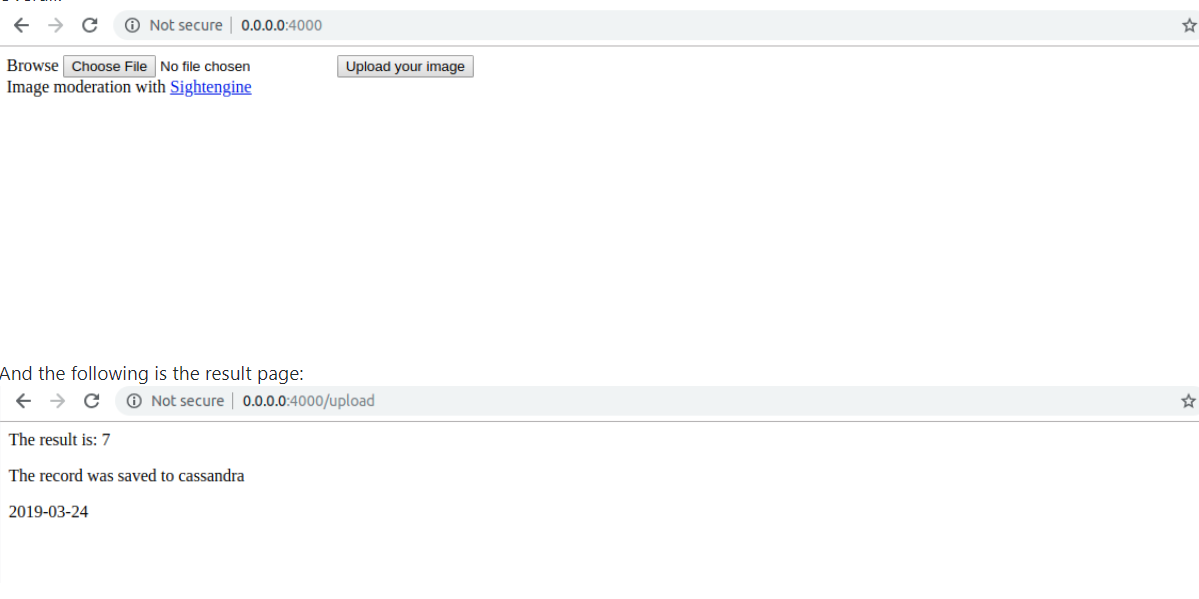 Not secure | 0.0.0.0:4000
Browse Choose File No file chosen Upload your image
Image moderation with Sightengine
And the following is the result page:
Not secure | 0.0.0.0:4000/upload
The result is: 7
The record was saved to cassandra
2019-03-24